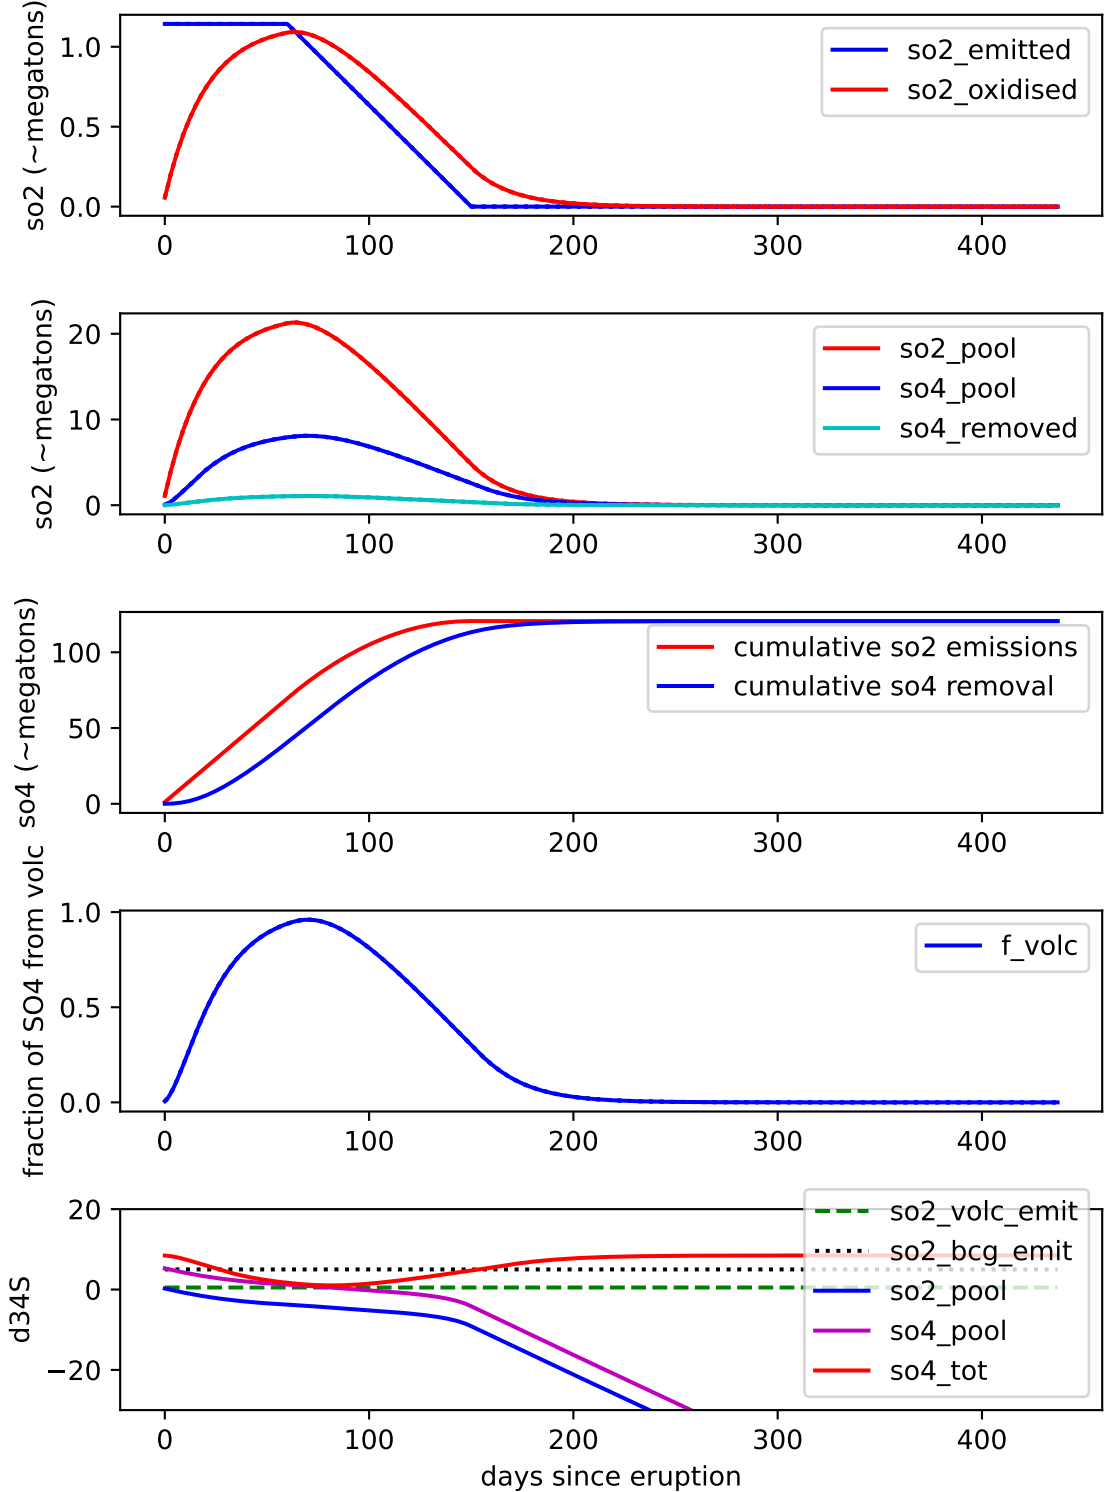 so2 (~megatons)
1.0
0.5
0.0
so2_emitted
so2_oxidised
0 100 200 300 400
so2 (~megatons)
20
10
0
so2_pool
so4_pool
so4_removed
0 100 200 300 400
so4 (~megatons)
100
50
0
cumulative so2 emissions
cumulative so4 removal
0 100 200 300 400
fraction of SO4 from volc
1.0
0.5
0.0
f_volc
0 100 200 300 400
d34S
20
0
−20
so2_volc_emit
so2_bcg_emit
so2_pool
so4_pool
so4_tot
0 100 200 300 400
days since eruption